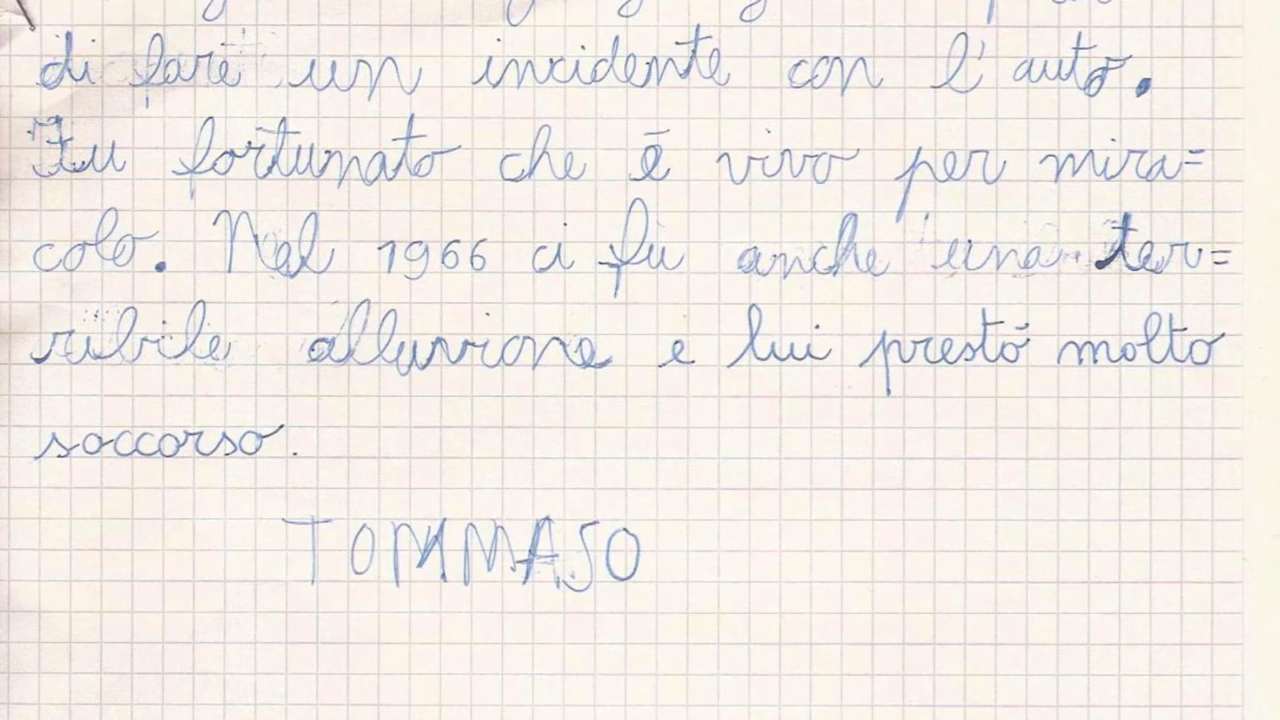 di fare un incidente con l'auto.
Fu fortunato che è vivo per mira=
colo. Nel 1966 ci fu anche una ter=
ribile alluvione e lui prestò molto
soccorso.
TOMMASO